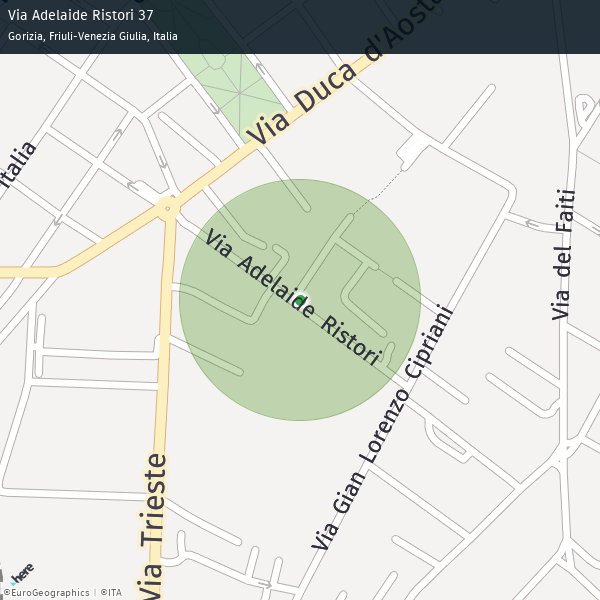 Via Adelaide Ristori 37
Gorizia, Friuli-Venezia Giulia, Italia
Via Duca d'Aosta
Italia
Via del Faiti
Via Adelaide Ristori
Via Gian Lorenzo Cipriani
Via Trieste
here
©EuroGeographics | ©ITA